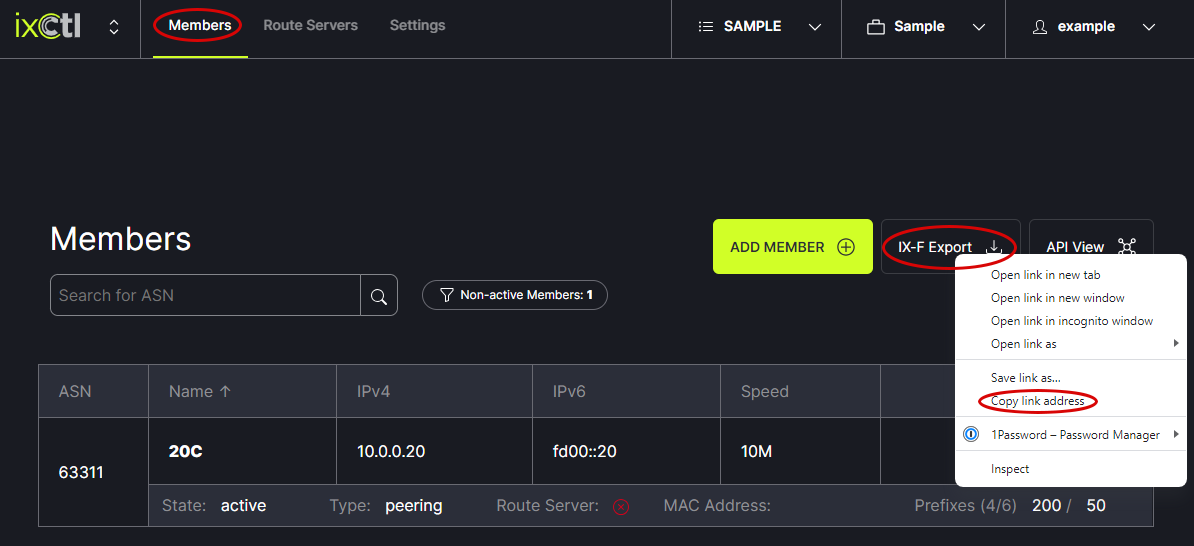 ixCtl Members Route Servers Settings SAMPLE Sample example
Members
ADD MEMBER IX-F Export API View
Search for ASN Non-active Members: 1
Open link in new tab
Open link in new window
Open link in incognito window
Open link as
Save link as...
Copy link address
1Password – Password Manager
Inspect
ASN Name ↑ IPv4 IPv6 Speed
63311 20C 10.0.0.20 fd00::20 10M
State: active Type: peering Route Server: MAC Address: Prefixes (4/6) 200 / 50